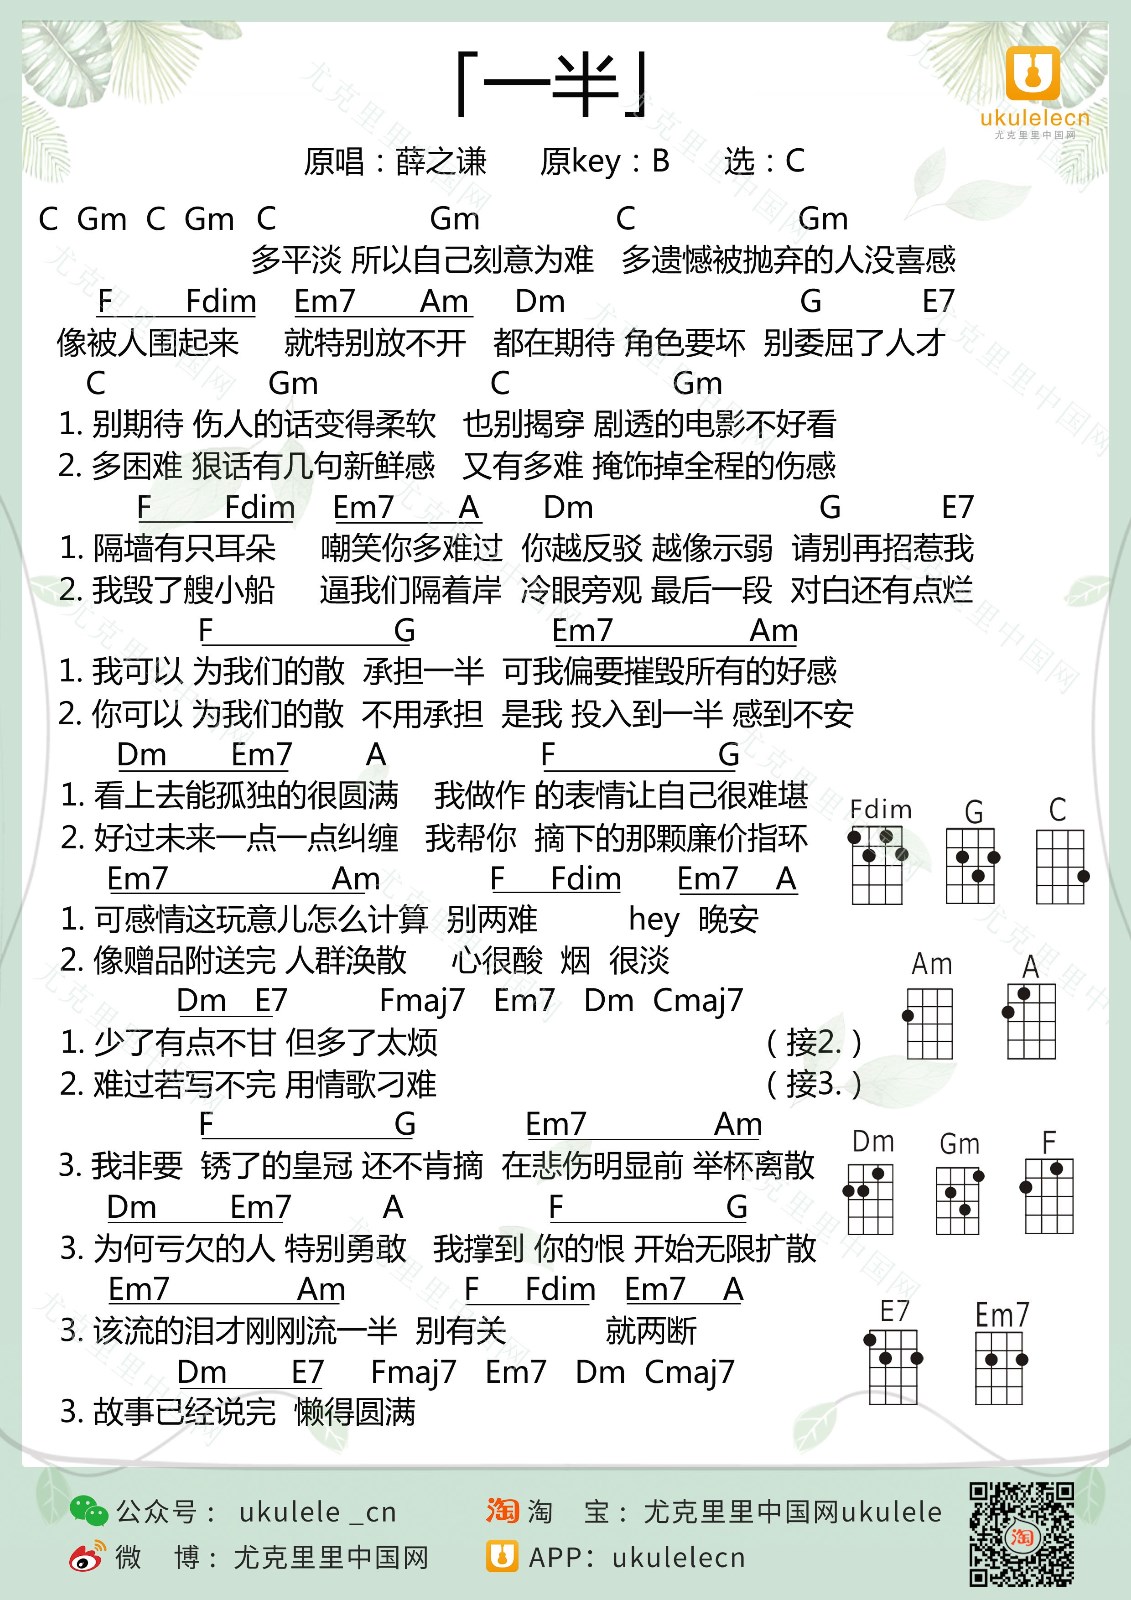 「一半」
ukulelecn
尤克里里中国网
原唱：薛之谦 原key：B 选：C
C Gm C Gm C Gm C Gm
多平淡 所以自己刻意为难 多遗憾被抛弃的人没喜感
F Fdim Em7 Am Dm G E7
像被人围起来 就特别放不开 都在期待 角色要坏 别委屈了人才
C Gm C Gm
1. 别期待 伤人的话变得柔软 也别揭穿 剧透的电影不好看
2. 多困难 狠话有几句新鲜感 又有多难 掩饰掉全程的伤感
F Fdim Em7 A Dm G E7
1. 隔墙有只耳朵 嘲笑你多难过 你越反驳 越像示弱 请别再招惹我
2. 我毁了艘小船 逼我们隔着岸 冷眼旁观 最后一段 对白还有点烂
F G Em7 Am
1. 我可以 为我们的散 承担一半 可我偏要摧毁所有的好感
2. 你可以 为我们的散 不用承担 是我 投入到一半 感到不安
Dm Em7 A F G
1. 看上去能孤独的很圆满 我做作 的表情让自己很难堪
2. 好过未来一点一点纠缠 我帮你 摘下的那颗廉价指环
Em7 Am F Fdim Em7 A
1. 可感情这玩意儿怎么计算 别两难 hey 晚安
2. 像赠品附送完 人群涣散 心很酸 烟 很淡
Dm E7 Fmaj7 Em7 Dm Cmaj7
1. 少了有点不甘 但多了太烦 （接2.）
2. 难过若写不完 用情歌刁难 （接3.）
F G Em7 Am
3. 我非要 锈了的皇冠 还不肯摘 在悲伤明显前 举杯离散
Dm Em7 A F G
3. 为何亏欠的人 特别勇敢 我撑到 你的恨 开始无限扩散
Em7 Am F Fdim Em7 A
3. 该流的泪才刚刚流一半 别有关 就两断
Dm E7 Fmaj7 Em7 Dm Cmaj7
3. 故事已经说完 懒得圆满
Fdim G C
Am A
Dm Gm F
E7 Em7
公众号：ukulele _cn
淘 宝：尤克里里中国网ukulele
微 博：尤克里里中国网
APP：ukulelecn
淘
淘